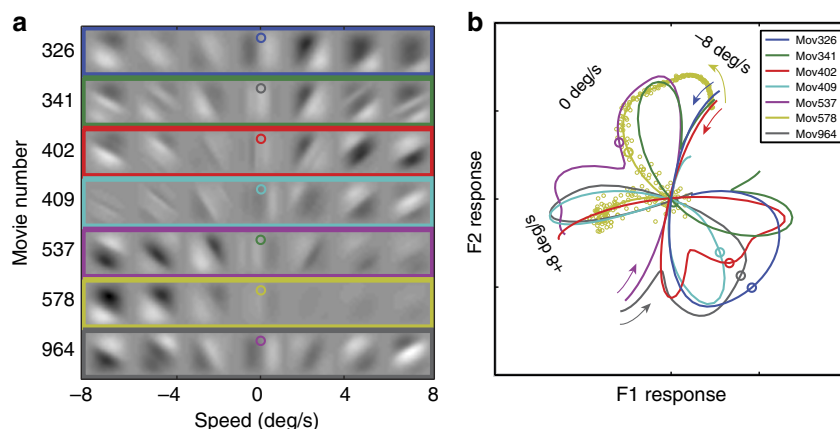 a
Movie number
326
341
402
409
537
578
964
−8
−4
0
4
8
Speed (deg/s)
b
F2 response
0 deg/s
−8 deg/s
+8 deg/s
Mov326
Mov341
Mov402
Mov409
Mov537
Mov578
Mov964
F1 response